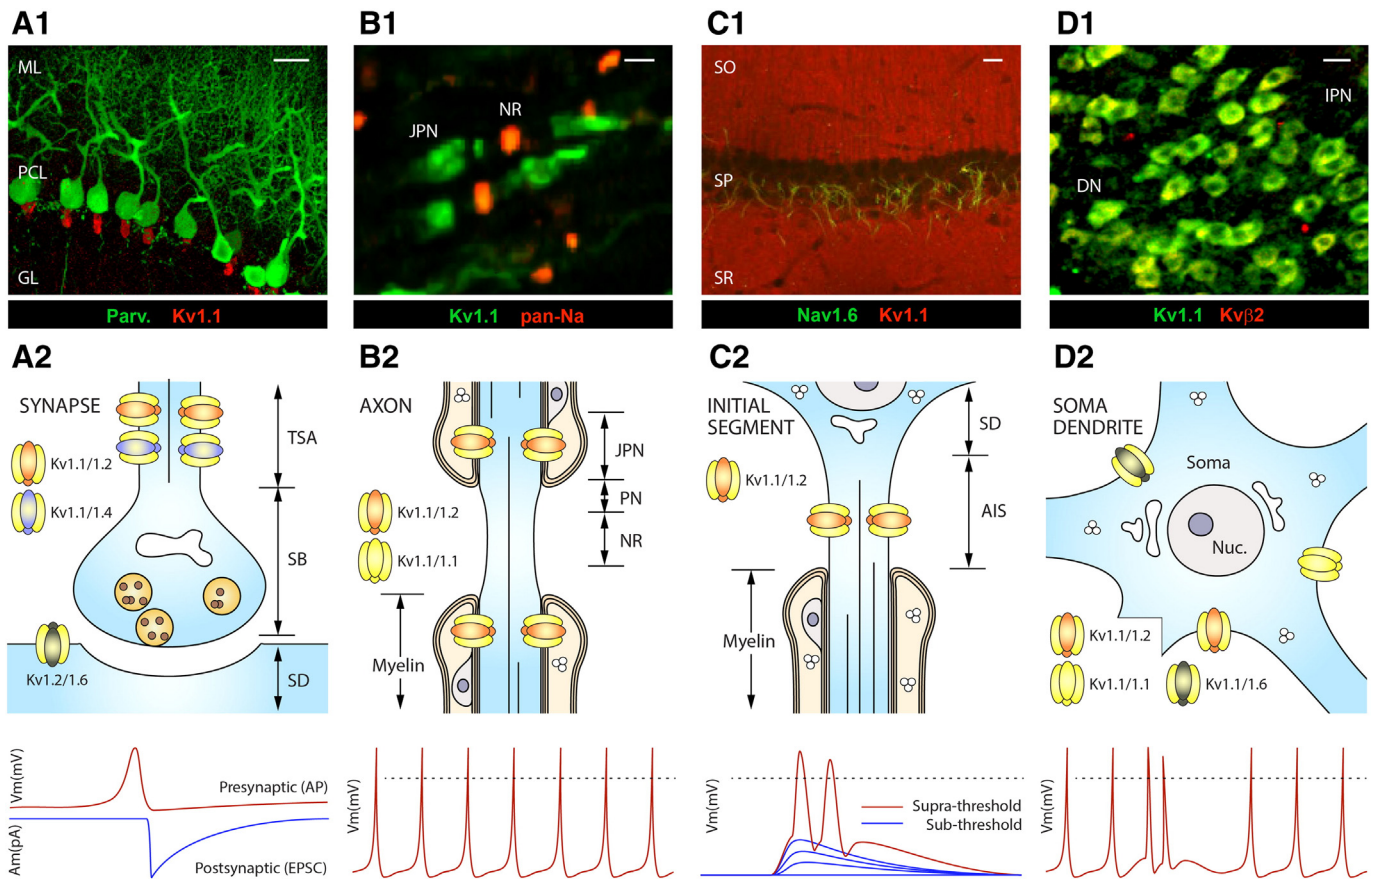 A1
B1
C1
D1
ML
PCL
GL
Parv. Kv1.1
JPN
NR
Kv1.1 pan-Na
SO
SP
SR
Nav1.6 Kv1.1
IPN
DN
Kv1.1 Kvβ2
A2
SYNAPSE
Kv1.1/1.2
Kv1.1/1.4
TSA
SB
SD
Kv1.2/1.6
B2
AXON
JPN
PN
NR
Kv1.1/1.2
Kv1.1/1.1
Myelin
C2
INITIAL
SEGMENT
Kv1.1/1.2
SD
AIS
Myelin
D2
SOMA
DENDRITE
Soma
Nuc.
Kv1.1/1.2
Kv1.1/1.1
Kv1.1/1.6
Vm(mV)
Presynaptic (AP)
Am(pA)
Postsynaptic (EPSC)
Vm(mV)
Vm(mV)
Supra-threshold
Sub-threshold
Vm(mV)